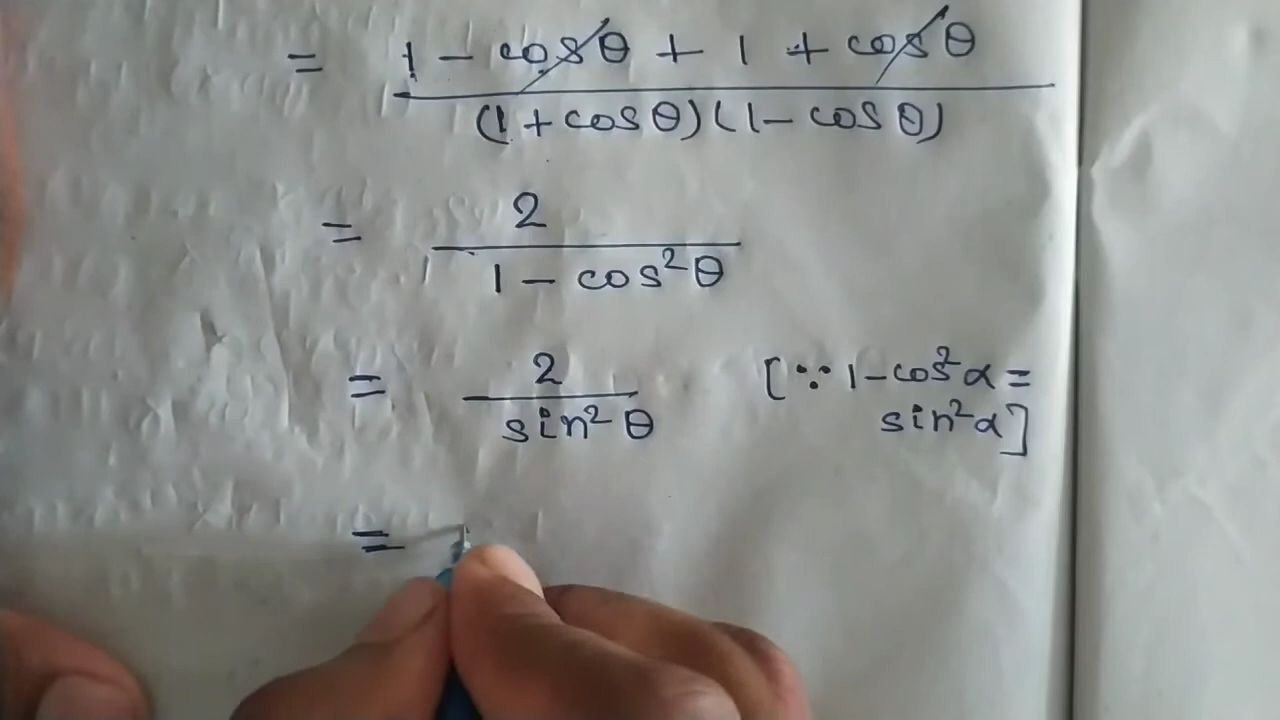 = 1 - cosθ + 1 + cosθ
(1 + cosθ)(1 - cosθ)
= 2
1 - cos²θ
= 2
sin²θ
[∵ 1 - cos²α =
sin²α]
=